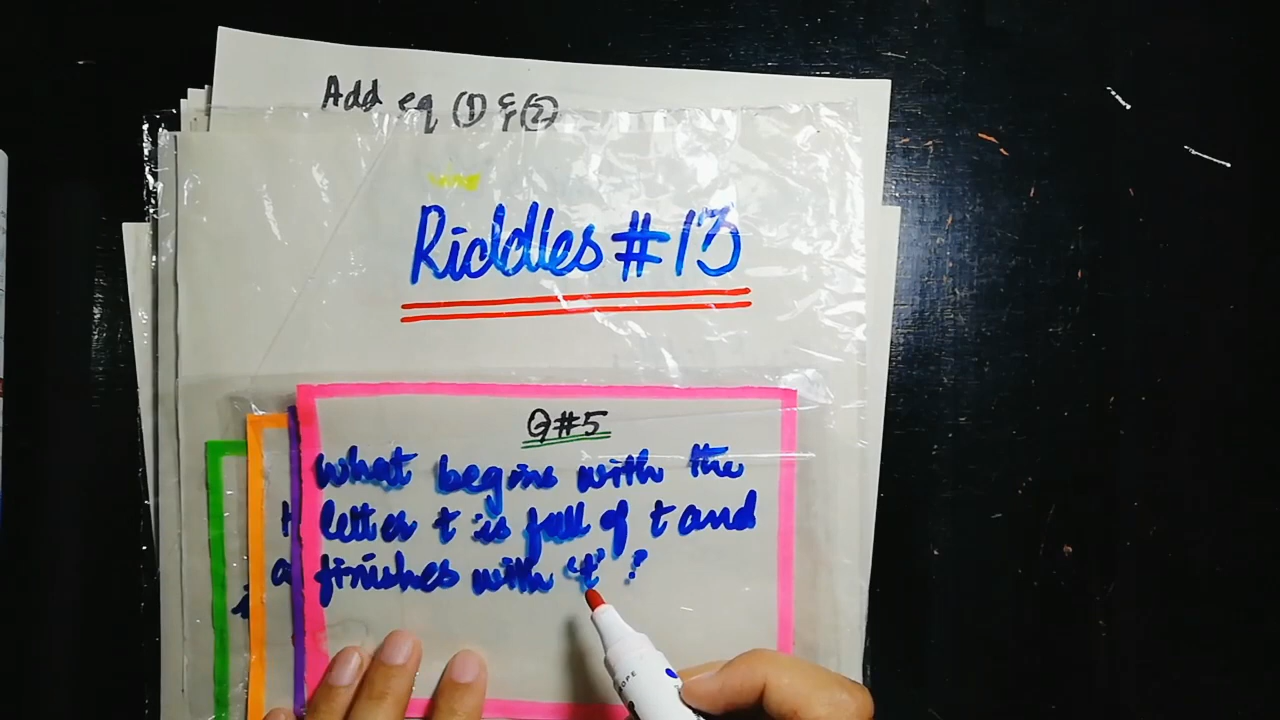 Add eq (1) & (2)
Riddles #13
Q#5
What begins with the
letter t is full of t and
finishes with "t" ?